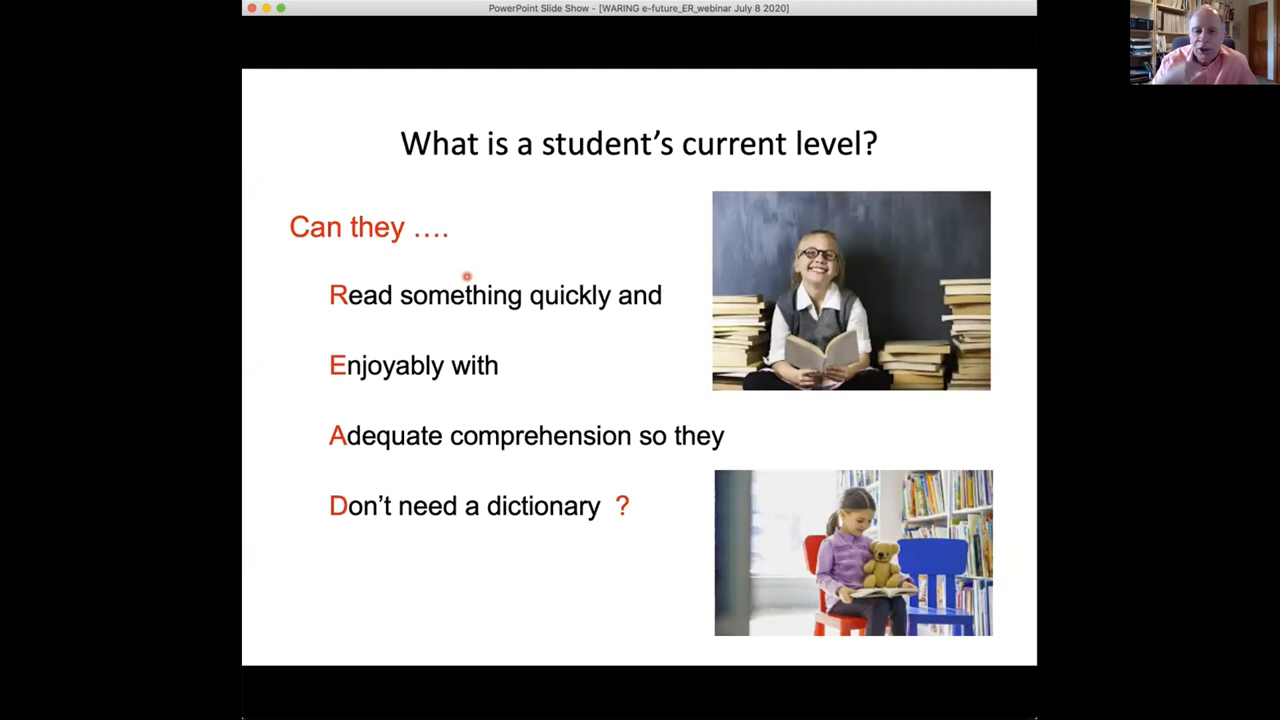 PowerPoint Slide Show - [WARING e-future_ER_webinar July 8 2020]
What is a student’s current level?
Can they ….
Read something quickly and
Enjoyably with
Adequate comprehension so they
Don’t need a dictionary ?